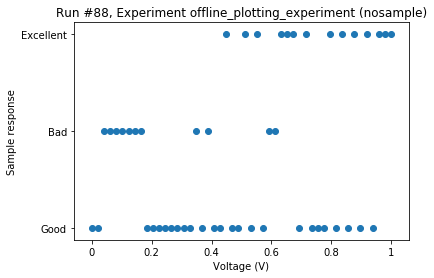 Run #88, Experiment offline_plotting_experiment (nosample)
Excellent
Bad
Good
Sample response
0 0.2 0.4 0.6 0.8 1
Voltage (V)